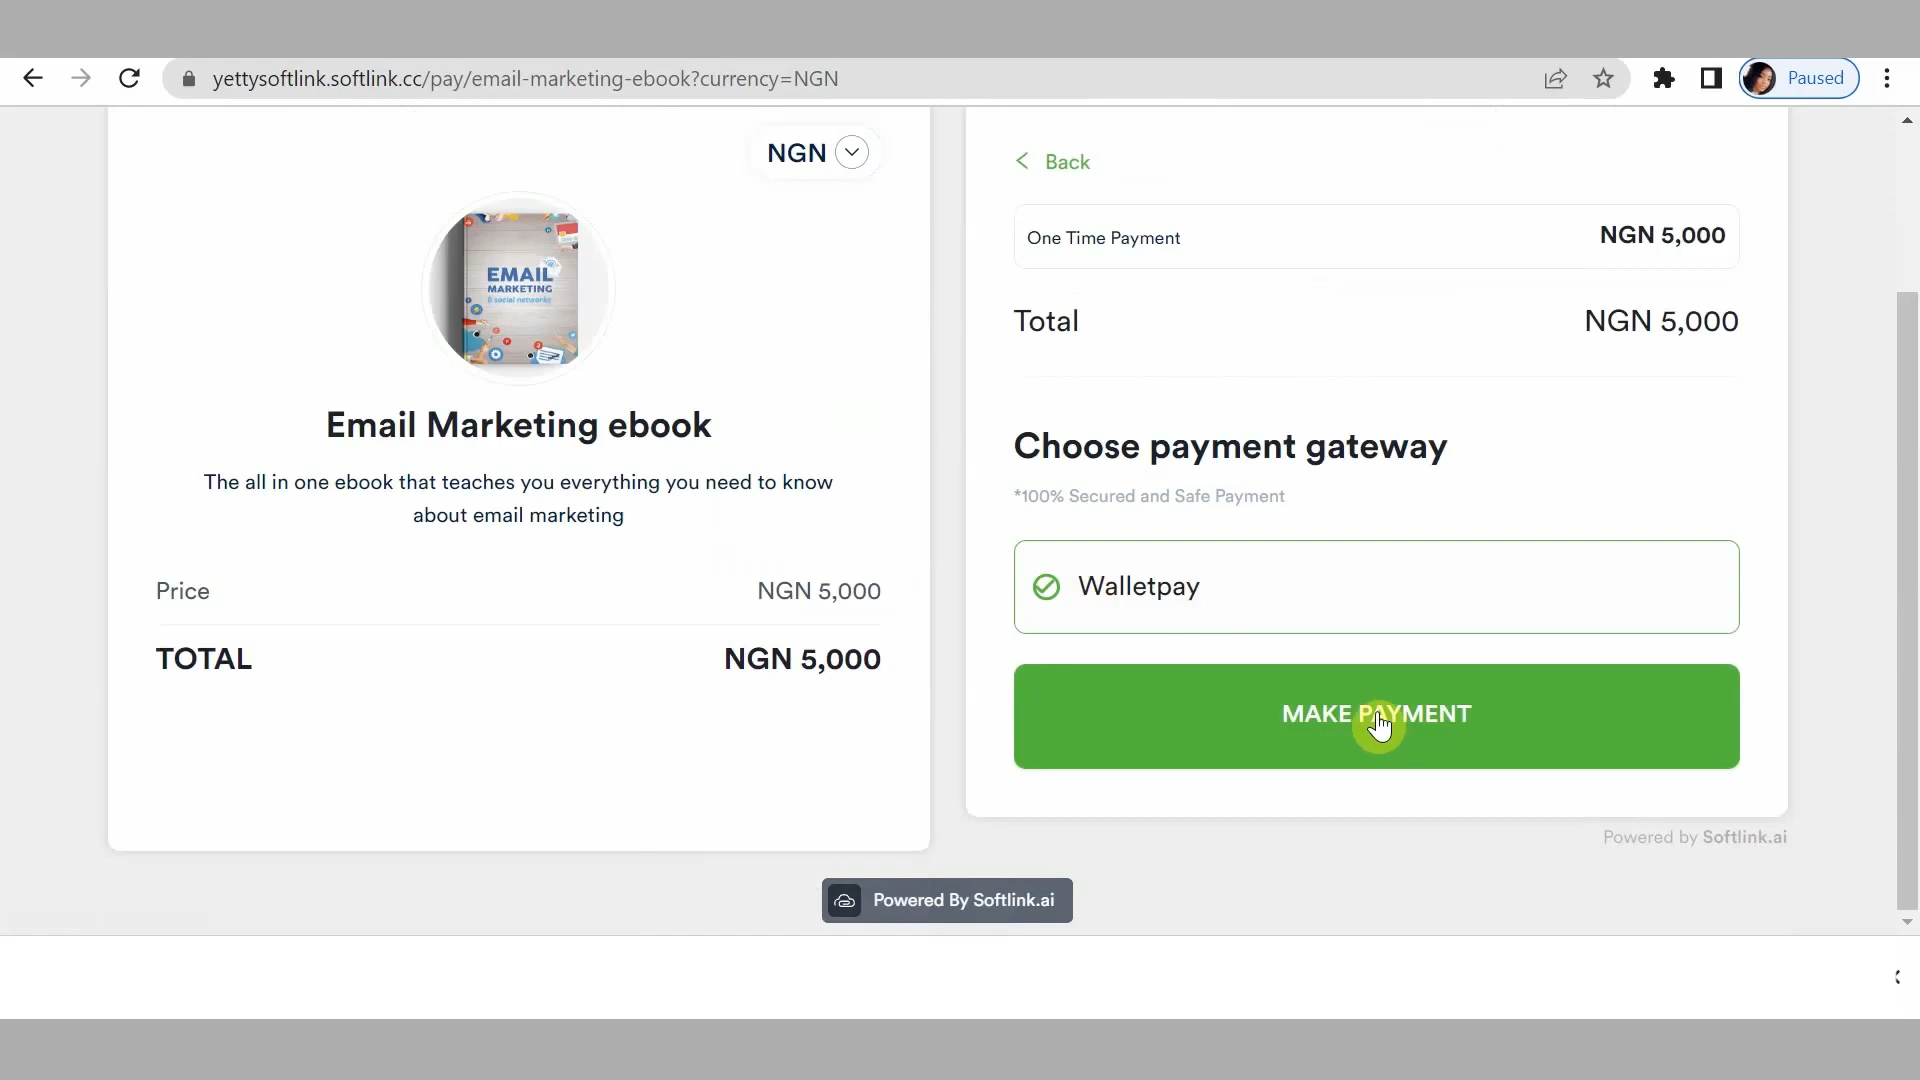 yettysoftlink.softlink.cc/pay/email-marketing-ebook?currency=NGN
Paused
NGN
EMAIL
MARKETING
& social networks
Email Marketing ebook
The all in one ebook that teaches you everything you need to know
about email marketing
Price NGN 5,000
TOTAL NGN 5,000
Back
One Time Payment NGN 5,000
Total NGN 5,000
Choose payment gateway
*100% Secured and Safe Payment
Walletpay
MAKE PAYMENT
Powered by Softlink.ai
Powered By Softlink.ai